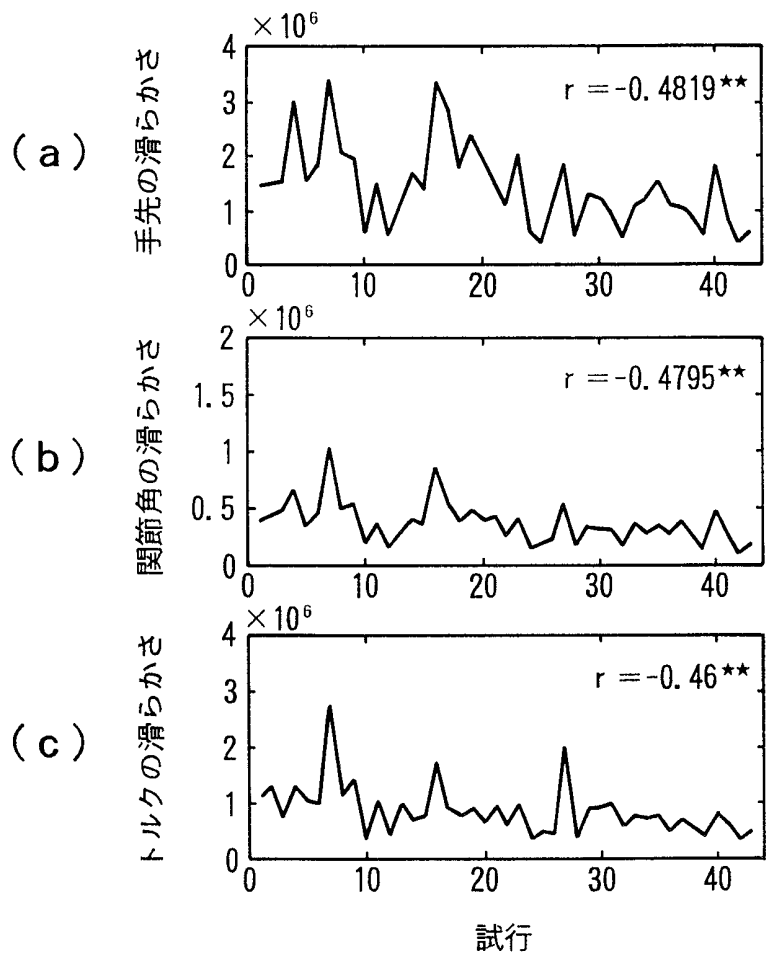 × 10⁶
4
3
2
1
0
(a)
手先の滑らかさ
r =-0.4819★★
0 10 20 30 40
× 10⁶
2
1.5
1
0.5
0
(b)
関節角の滑らかさ
r =-0.4795★★
0 10 20 30 40
× 10⁶
4
3
2
1
0
(c)
トルクの滑らかさ
r =-0.46★★
0 10 20 30 40
試行